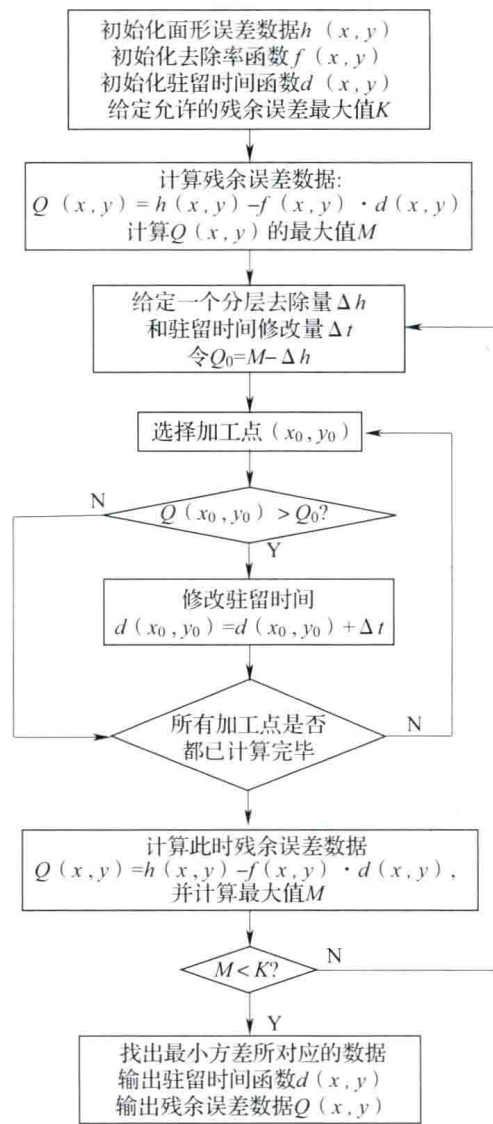 初始化面形误差数据h（x,y）
初始化去除率函数f（x,y）
初始化驻留时间函数d（x,y）
给定允许的残余误差最大值K
计算残余误差数据:
Q（x,y）=h（x,y）-f（x,y）·d（x,y）
计算Q（x,y）的最大值M
给定一个分层去除量Δh
和驻留时间修改量Δt
令Q₀=M-Δh
选择加工点（x₀,y₀）
N
Q（x₀,y₀）>Q₀?
Y
修改驻留时间
d（x₀,y₀）=d（x₀,y₀）+Δt
所有加工点是否
N
都已计算完毕
计算此时残余误差数据
Q（x,y）=h（x,y）-f（x,y）·d（x,y），
并计算最大值M
N
M<K?
Y
找出最小方差所对应的数据
输出驻留时间函数d（x,y）
输出残余误差数据Q（x,y）